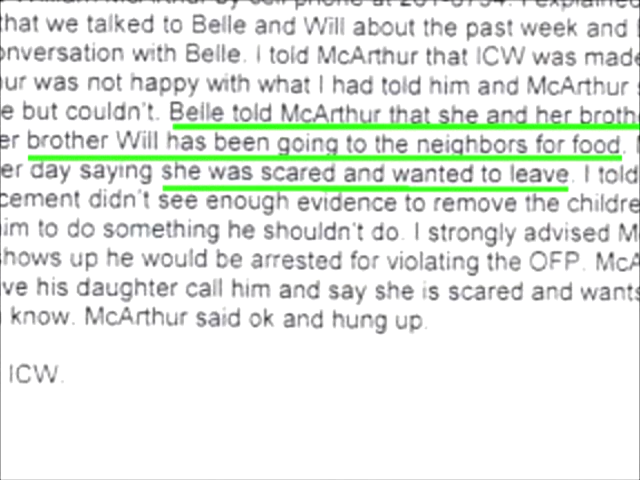 that we talked to Belle and Will about the past week and
onversation with Belle. I told McArthur that ICW was made
ur was not happy with what I had told him and McArthur
e but couldn't. Belle told McArthur that she and her broth
er brother Will has been going to the neighbors for food.
er day saying she was scared and wanted to leave. I told
cement didn't see enough evidence to remove the childre
im to do something he shouldn't do. I strongly advised M
hows up he would be arrested for violating the OFP. McA
ve his daughter call him and say she is scared and wants
know. McArthur said ok and hung up.
ICW.